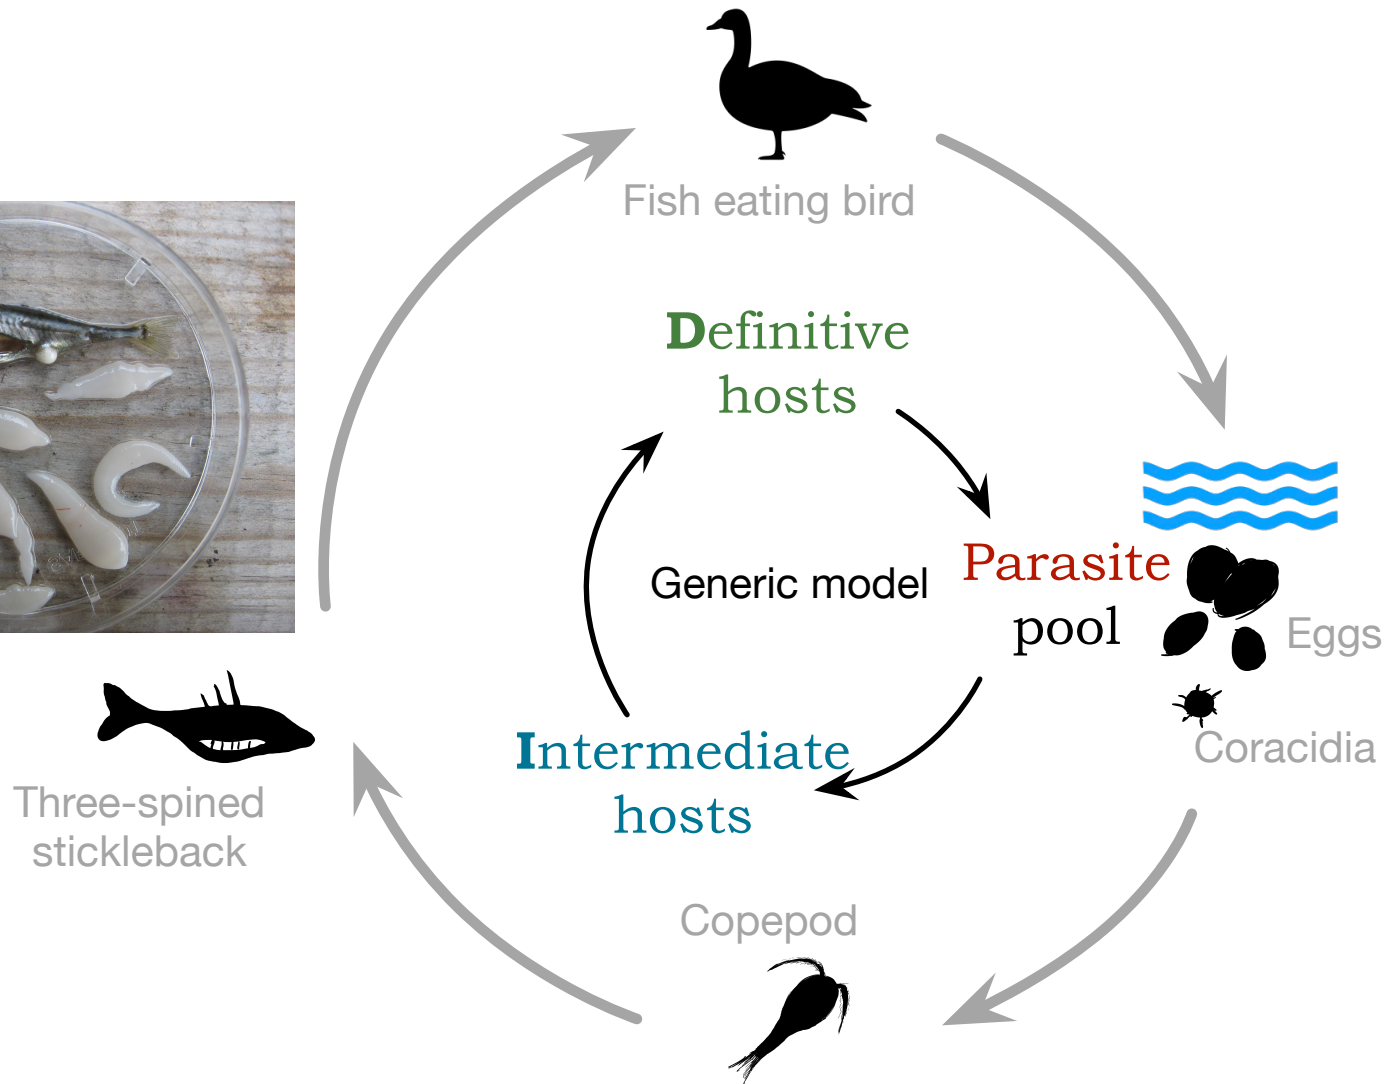 Fish eating bird
Definitive
hosts
Generic model
Parasite
pool
Eggs
Coracidia
Intermediate
hosts
Three-spined
stickleback
Copepod